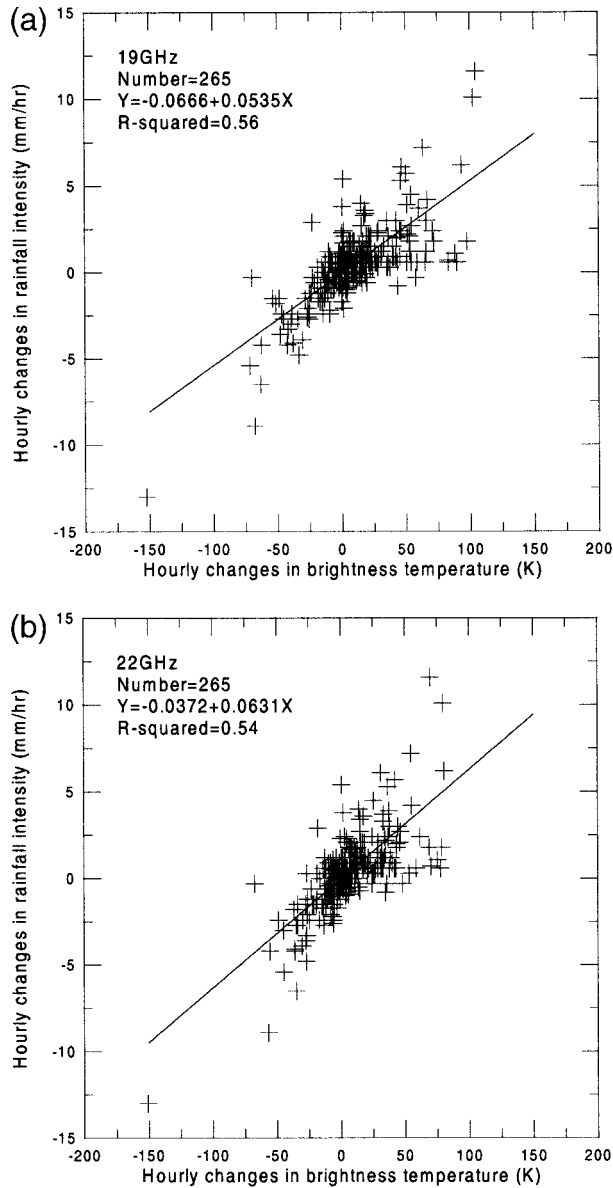 (a)
19GHz
Number=265
Y=-0.0666+0.0535X
R-squared=0.56
Hourly changes in rainfall intensity (mm/hr)
15
10
5
0
-5
-10
-15
-200 -150 -100 -50 0 50 100 150 200
Hourly changes in brightness temperature (K)
(b)
22GHz
Number=265
Y=-0.0372+0.0631X
R-squared=0.54
Hourly changes in rainfall intensity (mm/hr)
15
10
5
0
-5
-10
-15
-200 -150 -100 -50 0 50 100 150 200
Hourly changes in brightness temperature (K)